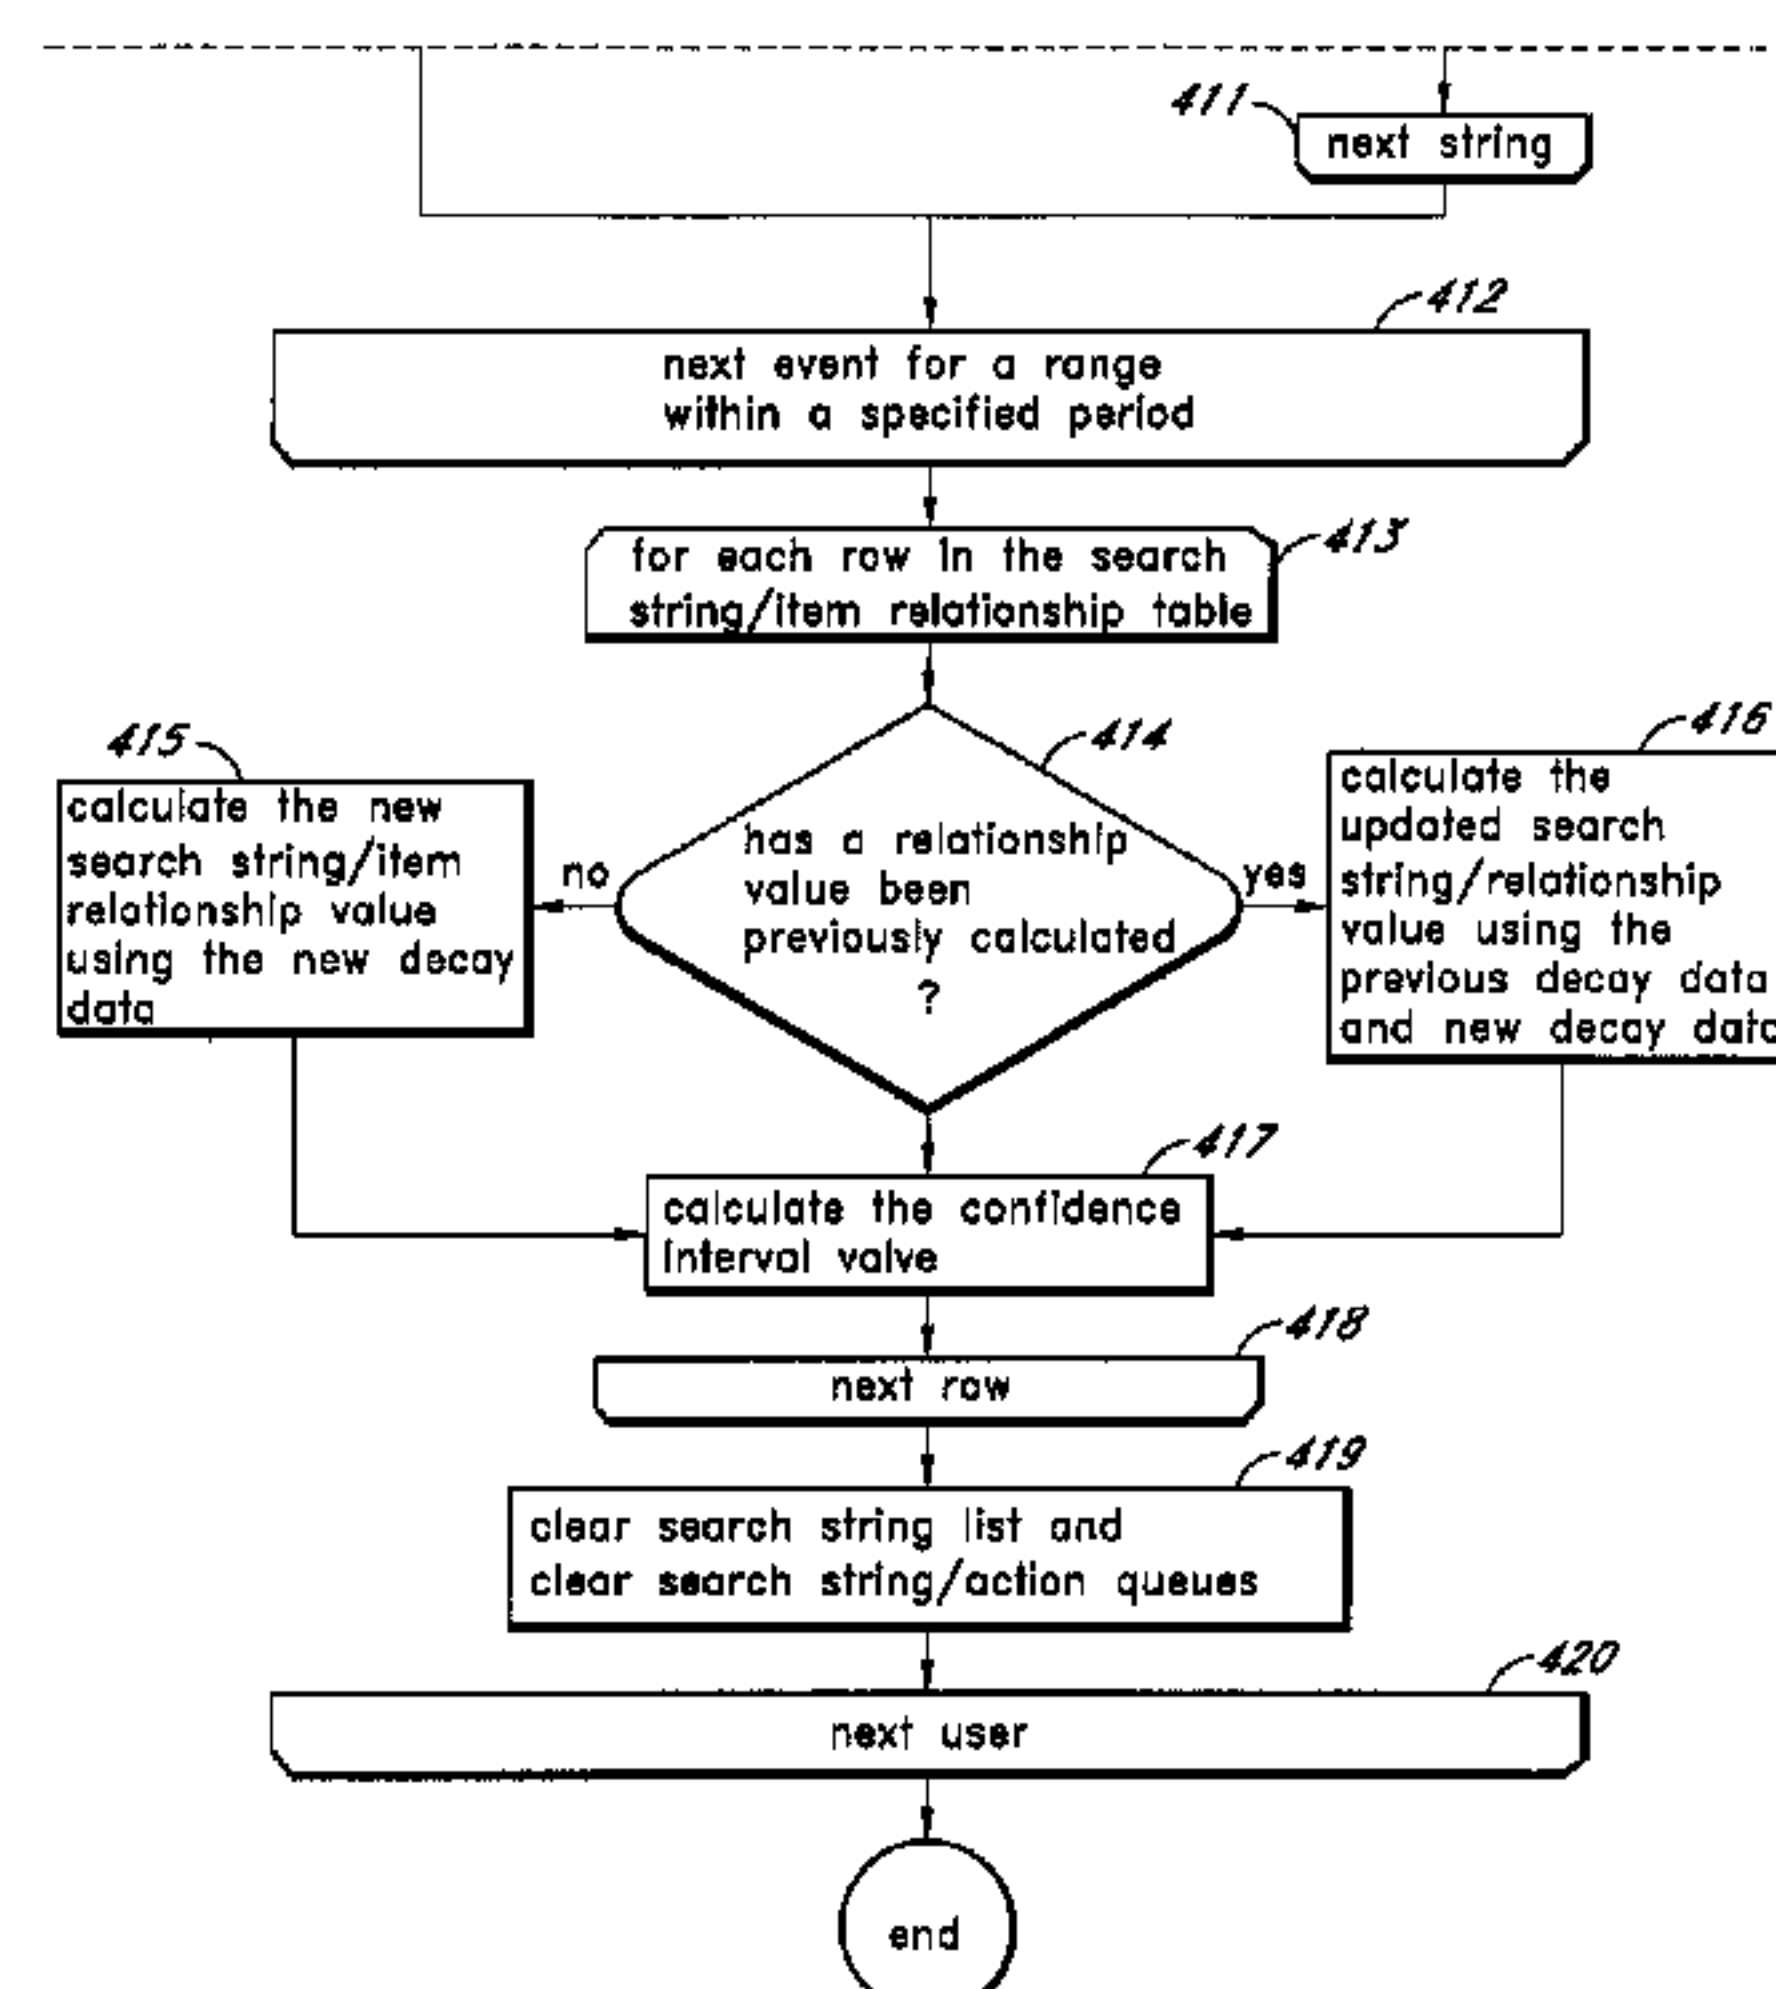 411
next string
412
next event for a range
within a specified period
413
for each row in the search
string/item relationship table
414
has a relationship
value been
previously calculated
?
no
yes
415
calculate the new
search string/item
relationship value
using the new decay
data
416
calculate the
updated search
string/relationship
value using the
previous decay data
and new decay data
417
calculate the confidence
interval valve
418
next row
419
clear search string list and
clear search string/action queues
420
next user
end